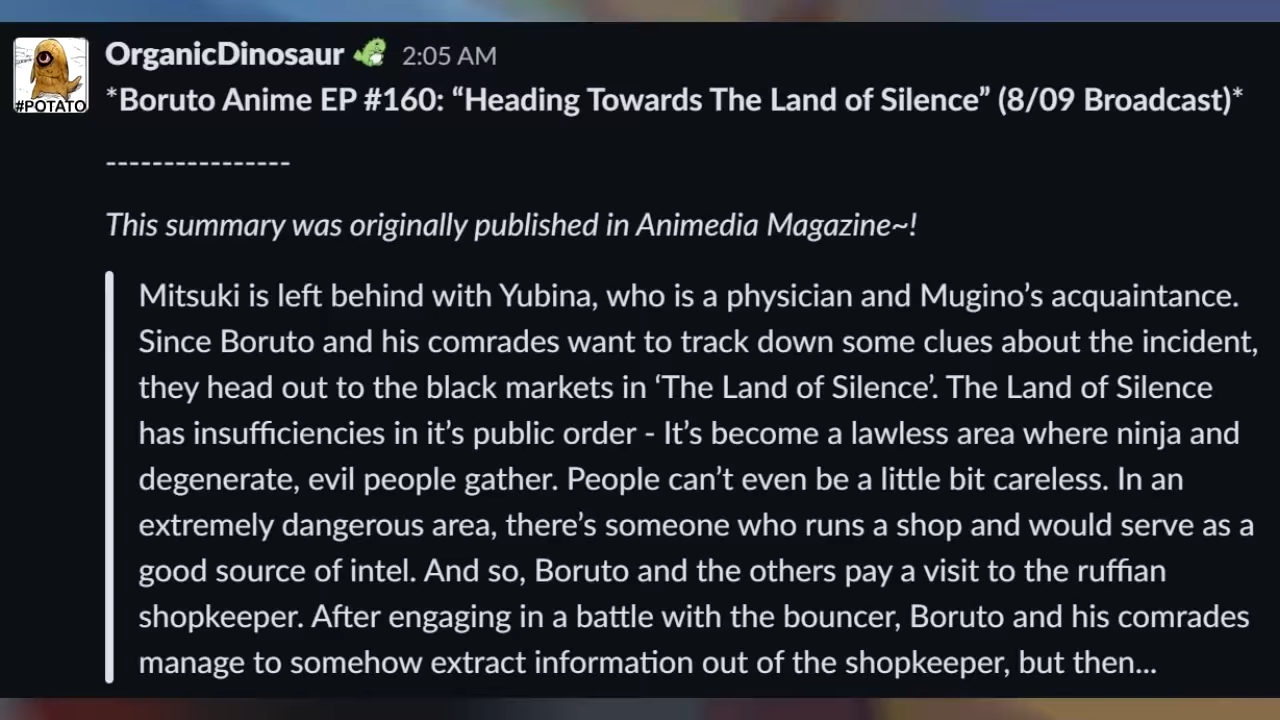 OrganicDinosaur 2:05 AM
#POTATO
*Boruto Anime EP #160: “Heading Towards The Land of Silence” (8/09 Broadcast)*
----------------
This summary was originally published in Animedia Magazine~!
Mitsuki is left behind with Yubina, who is a physician and Mugino’s acquaintance.
Since Boruto and his comrades want to track down some clues about the incident,
they head out to the black markets in ‘The Land of Silence’. The Land of Silence
has insufficiencies in it’s public order - It’s become a lawless area where ninja and
degenerate, evil people gather. People can’t even be a little bit careless. In an
extremely dangerous area, there’s someone who runs a shop and would serve as a
good source of intel. And so, Boruto and the others pay a visit to the ruffian
shopkeeper. After engaging in a battle with the bouncer, Boruto and his comrades
manage to somehow extract information out of the shopkeeper, but then...